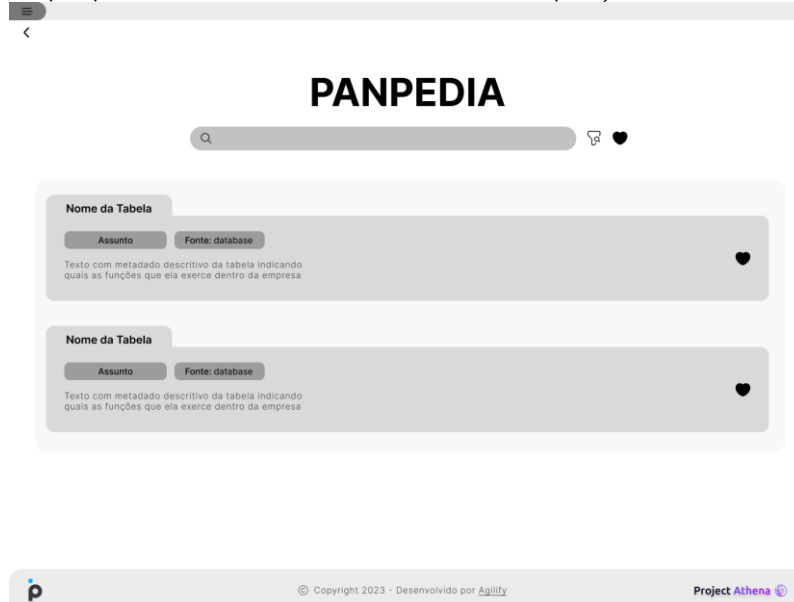 PANPEDIA
Nome da Tabela
Assunto
Fonte: database
Texto com metadado descritivo da tabela indicando
quais as funções que ela exerce dentro da empresa
Nome da Tabela
Assunto
Fonte: database
Texto com metadado descritivo da tabela indicando
quais as funções que ela exerce dentro da empresa
© Copyright 2023 - Desenvolvido por Agilify
Project Athena